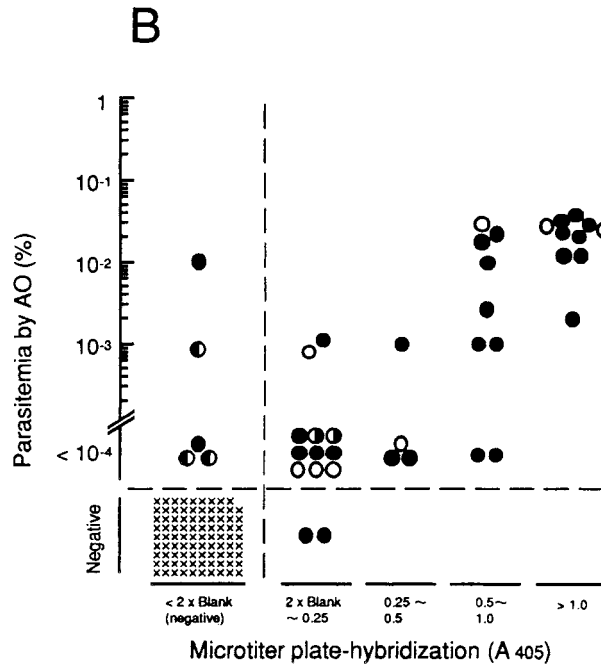 B
Parasitemia by AO (%)
1
10-1
10-2
10-3
< 10-4
Negative
< 2 x Blank
(negative)
2 x Blank
~ 0.25
0.25 ~
0.5
0.5 ~
1.0
> 1.0
Microtiter plate-hybridization (A 405)